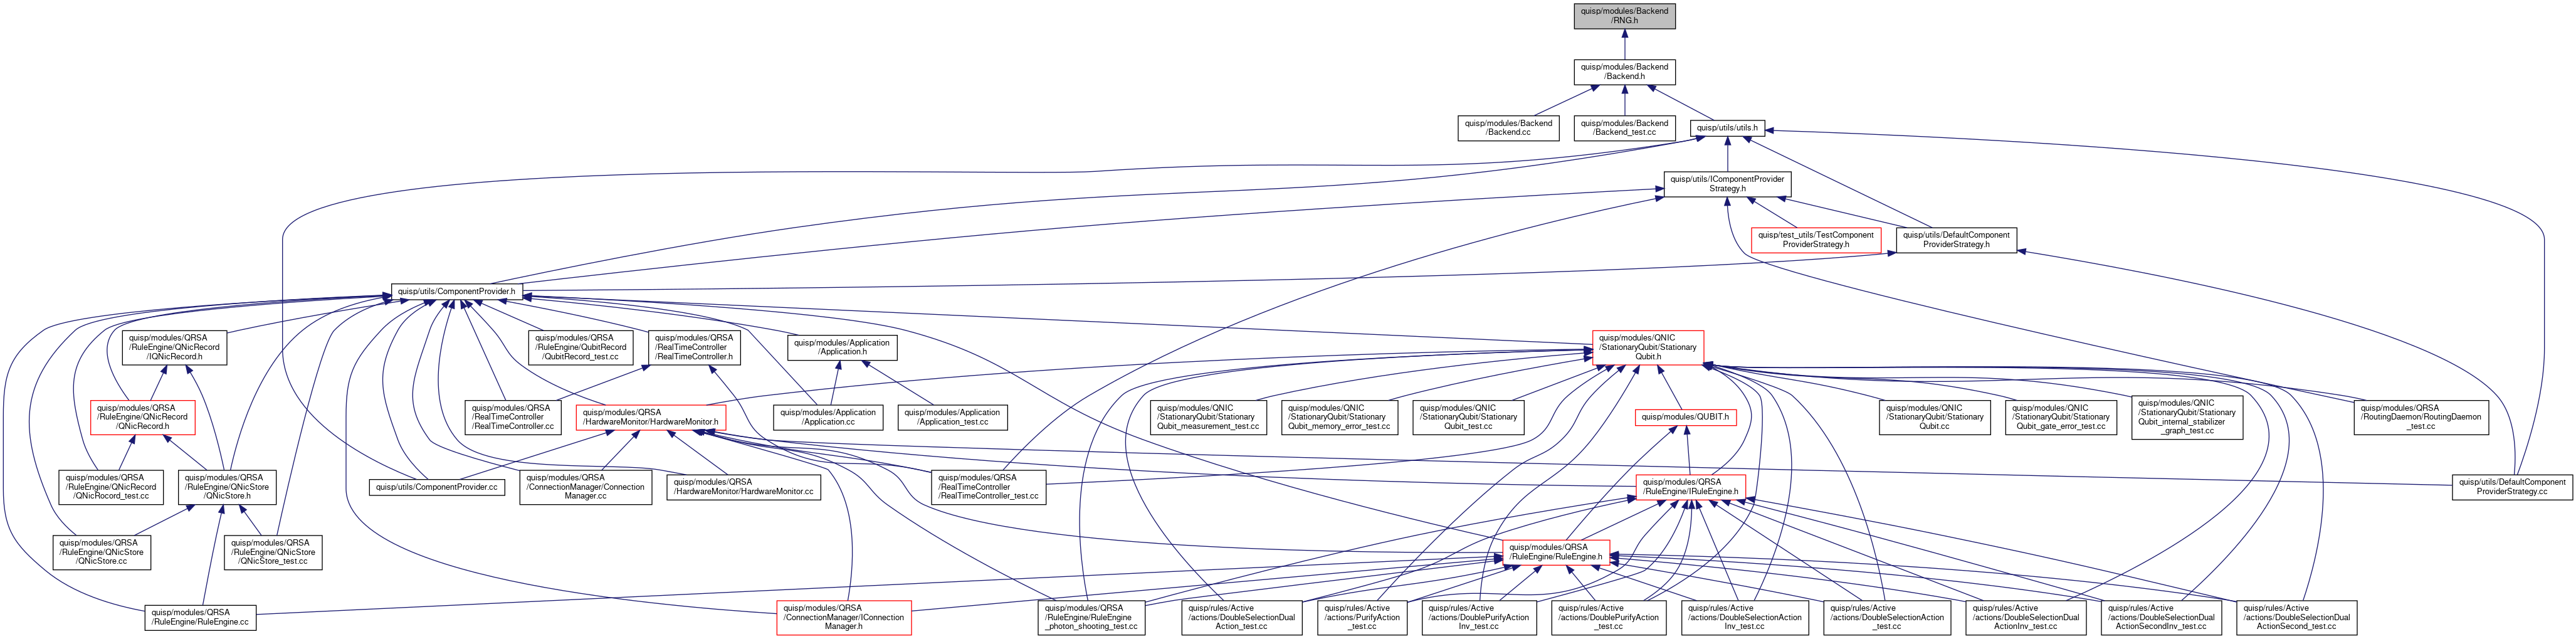 quisp/modules/Backend
/RNG.h
quisp/modules/Backend
/Backend.h
quisp/modules/Backend
/Backend.cc
quisp/modules/Backend
/Backend_test.cc
quisp/utils/utils.h
quisp/utils/IComponentProvider
Strategy.h
quisp/test_utils/TestComponent
ProviderStrategy.h
quisp/utils/DefaultComponent
ProviderStrategy.h
quisp/utils/ComponentProvider.h
quisp/modules/QRSA
/RuleEngine/QNicRecord
/IQNicRecord.h
quisp/modules/QRSA
/RuleEngine/QubitRecord
/QubitRecord_test.cc
quisp/modules/QRSA
/RealTimeController
/RealTimeController.h
quisp/modules/Application
/Application.h
quisp/modules/QNIC
/StationaryQubit/Stationary
Qubit.h
quisp/modules/QRSA
/RuleEngine/QNicRecord
/QNicRecord.h
quisp/modules/QRSA
/RealTimeController
/RealTimeController.cc
quisp/modules/QRSA
/HardwareMonitor/HardwareMonitor.h
quisp/modules/Application
/Application.cc
quisp/modules/Application
/Application_test.cc
quisp/modules/QNIC
/StationaryQubit/Stationary
Qubit_measurement_test.cc
quisp/modules/QNIC
/StationaryQubit/Stationary
Qubit_memory_error_test.cc
quisp/modules/QNIC
/StationaryQubit/Stationary
Qubit_test.cc
quisp/modules/QUBIT.h
quisp/modules/QNIC
/StationaryQubit/Stationary
Qubit.cc
quisp/modules/QNIC
/StationaryQubit/Stationary
Qubit_gate_error_test.cc
quisp/modules/QNIC
/StationaryQubit/Stationary
Qubit_internal_stabilizer
_graph_test.cc
quisp/modules/QRSA
/RoutingDaemon/RoutingDaemon
_test.cc
quisp/modules/QRSA
/RuleEngine/QNicRecord
/QNicRocord_test.cc
quisp/modules/QRSA
/RuleEngine/QNicStore
/QNicStore.h
quisp/utils/ComponentProvider.cc
quisp/modules/QRSA
/ConnectionManager/Connection
Manager.cc
quisp/modules/QRSA
/HardwareMonitor/HardwareMonitor.cc
quisp/modules/QRSA
/RealTimeController
/RealTimeController_test.cc
quisp/modules/QRSA
/RuleEngine/IRuleEngine.h
quisp/utils/DefaultComponent
ProviderStrategy.cc
quisp/modules/QRSA
/RuleEngine/QNicStore
/QNicStore.cc
quisp/modules/QRSA
/RuleEngine/QNicStore
/QNicStore_test.cc
quisp/modules/QRSA
/RuleEngine/RuleEngine.h
quisp/modules/QRSA
/RuleEngine/RuleEngine.cc
quisp/modules/QRSA
/ConnectionManager/IConnection
Manager.h
quisp/modules/QRSA
/RuleEngine/RuleEngine
_photon_shooting_test.cc
quisp/rules/Active
/actions/DoubleSelectionDual
Action_test.cc
quisp/rules/Active
/actions/PurifyAction
_test.cc
quisp/rules/Active
/actions/DoublePurifyAction
Inv_test.cc
quisp/rules/Active
/actions/DoublePurifyAction
_test.cc
quisp/rules/Active
/actions/DoubleSelectionAction
Inv_test.cc
quisp/rules/Active
/actions/DoubleSelectionAction
_test.cc
quisp/rules/Active
/actions/DoubleSelectionDual
ActionInv_test.cc
quisp/rules/Active
/actions/DoubleSelectionDual
ActionSecondInv_test.cc
quisp/rules/Active
/actions/DoubleSelectionDual
ActionSecond_test.cc